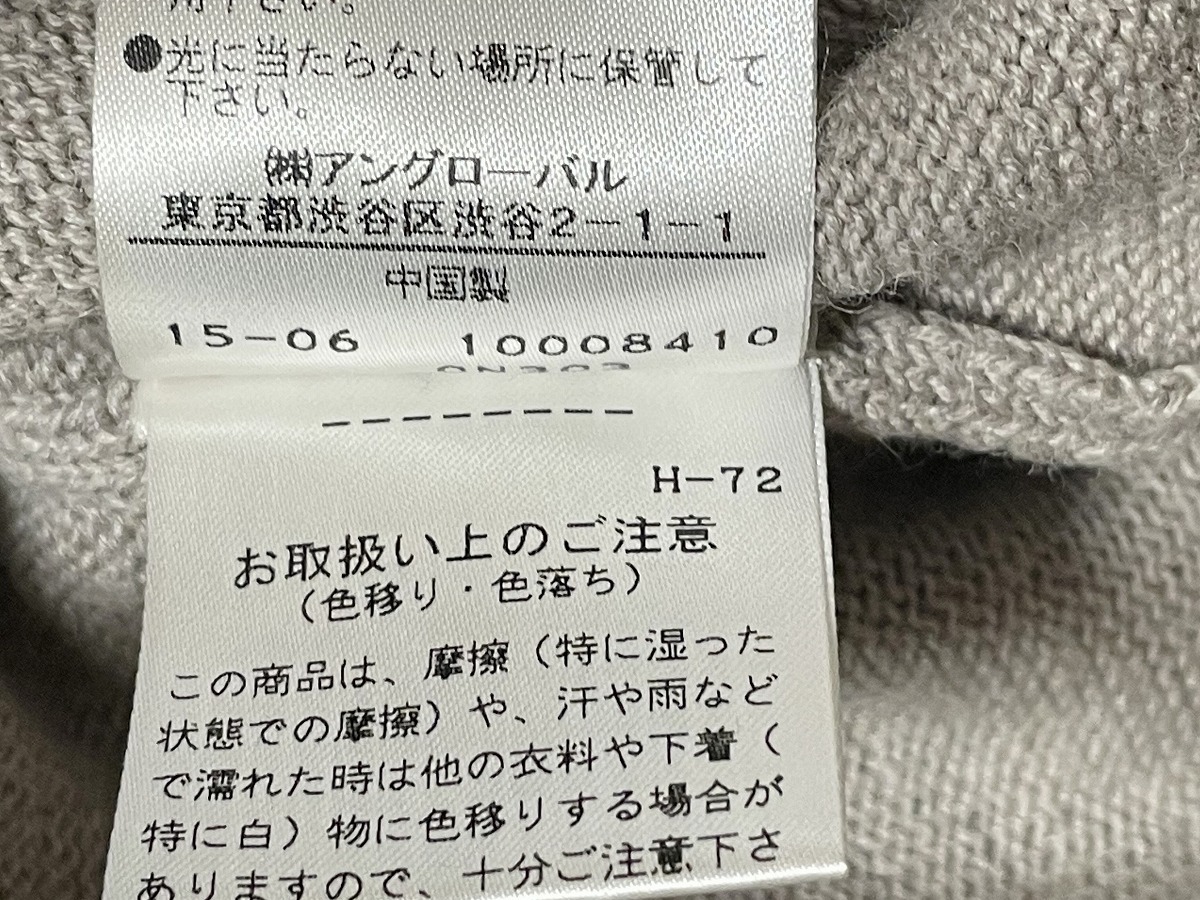 用下さい。
●光に当たらない場所に保管して
下さい。
㈱アングローバル
東京都渋谷区渋谷2-1-1
中国製
15-06 10008410
--------
H-72
お取扱い上のご注意
(色移り・色落ち)
この商品は、摩擦(特に湿った
状態での摩擦)や、汗や雨など
で濡れた時は他の衣料や下着(
特に白)物に色移りする場合が
ありますので、十分ご注意下さ